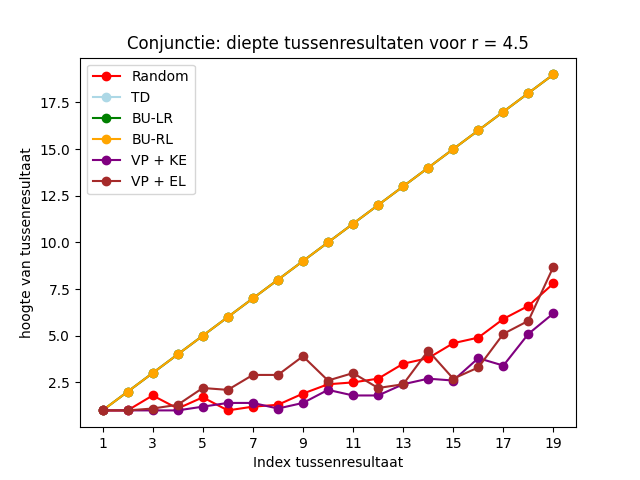 Conjunctie: diepte tussenresultaten voor r = 4.5
Random
TD
BU-LR
BU-RL
VP + KE
VP + EL
hoogte van tussenresultaat
17.5
15.0
12.5
10.0
7.5
5.0
2.5
1 3 5 7 9 11 13 15 17 19
Index tussenresultaat